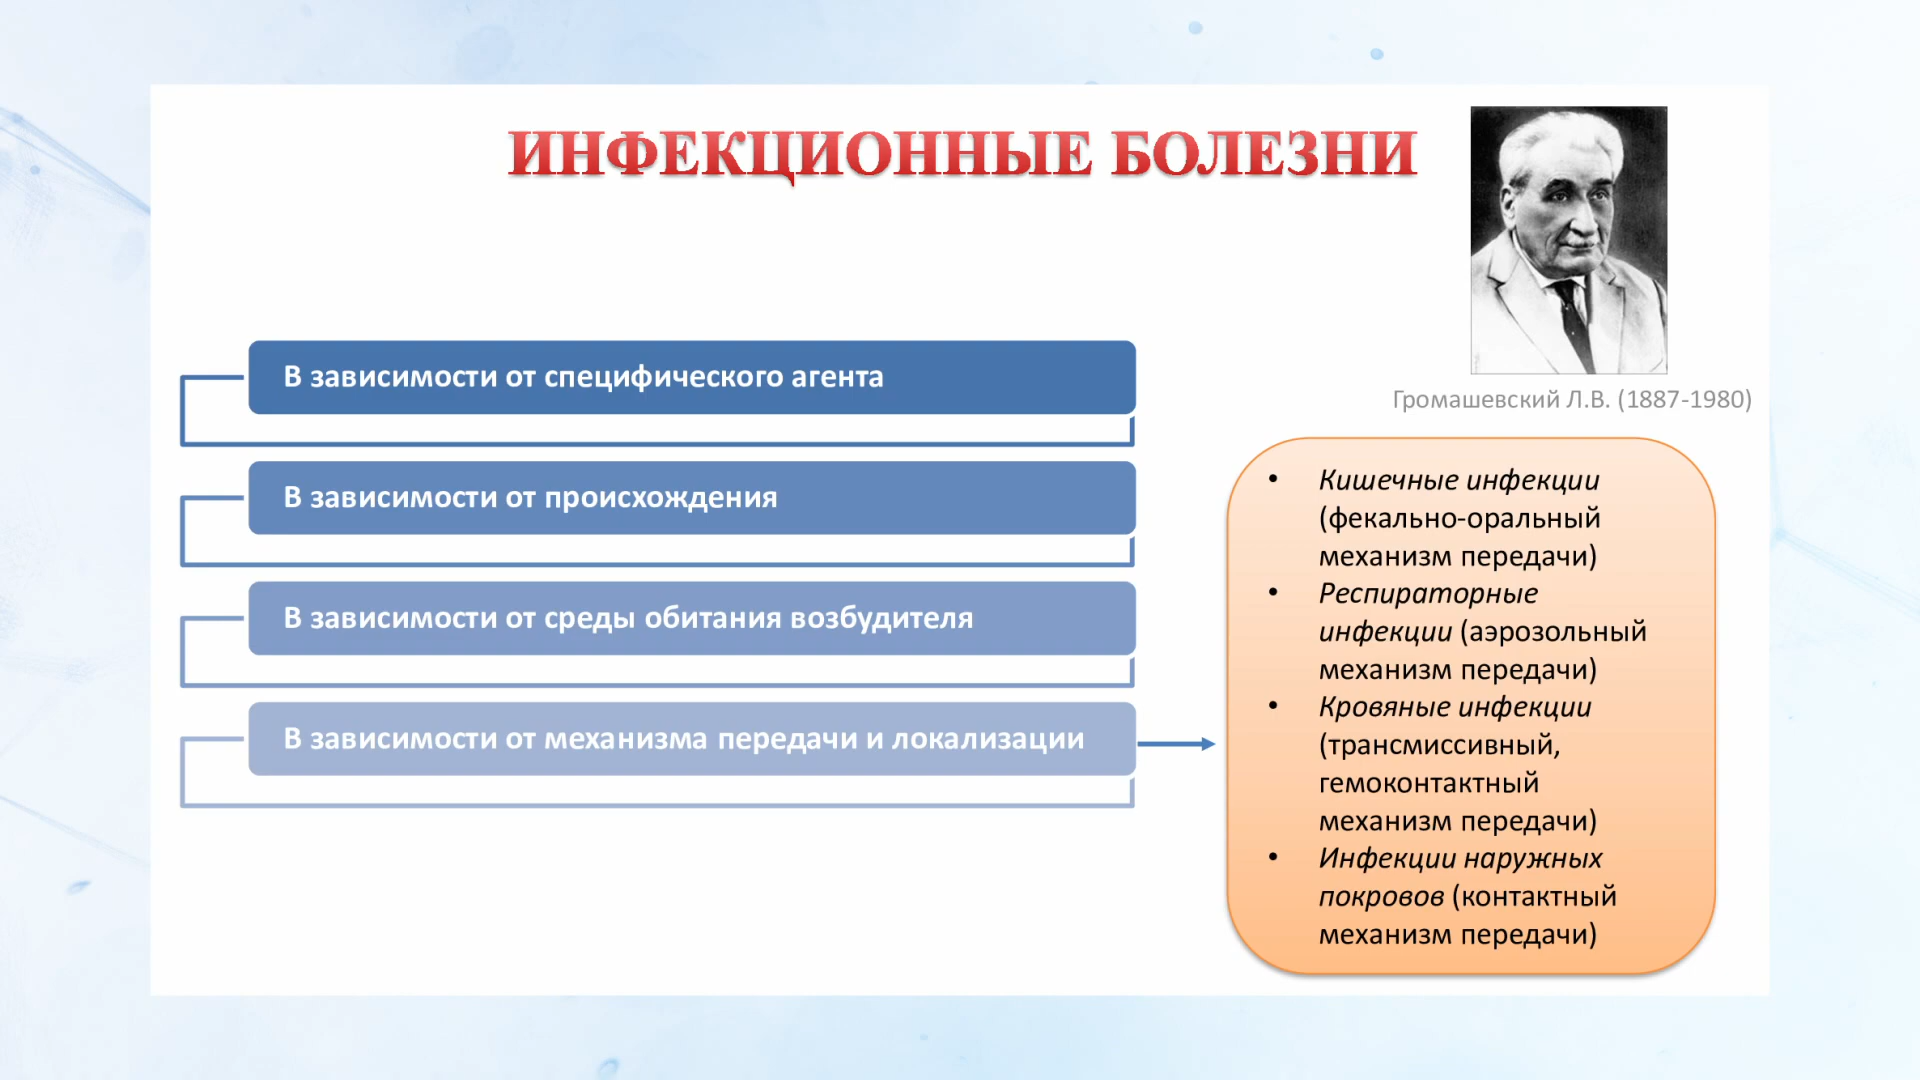 ИНФЕКЦИОННЫЕ БОЛЕЗНИ
Громашевский Л.В. (1887-1980)
В зависимости от специфического агента
В зависимости от происхождения
В зависимости от среды обитания возбудителя
В зависимости от механизма передачи и локализации
• Кишечные инфекции
(фекально-оральный
механизм передачи)
• Респираторные
инфекции (аэрозольный
механизм передачи)
• Кровяные инфекции
(трансмиссивный,
гемоконтактный
механизм передачи)
• Инфекции наружных
покровов (контактный
механизм передачи)